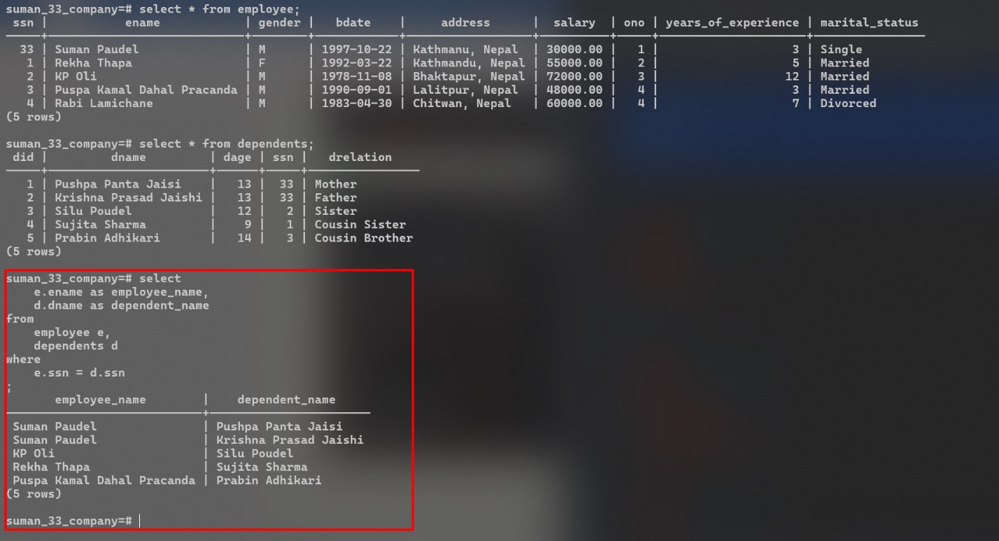 suman_33_company=# select * from employee;
 ssn |           ename            | gender |   bdate    |     address      |  salary  | ono | years_of_experience | marital_status
-----+----------------------------+--------+------------+------------------+----------+-----+---------------------+----------------
  33 | Suman Paudel               | M      | 1997-10-22 | Kathmanu, Nepal  | 30000.00 |   1 |                   3 | Single
   1 | Rekha Thapa                | F      | 1992-03-22 | Kathmandu, Nepal | 55000.00 |   2 |                   5 | Married
   2 | KP Oli                     | M      | 1978-11-08 | Bhaktapur, Nepal | 72000.00 |   3 |                  12 | Married
   3 | Puspa Kamal Dahal Pracanda | M      | 1990-09-01 | Lalitpur, Nepal  | 48000.00 |   4 |                   3 | Married
   4 | Rabi Lamichane             | M      | 1983-04-30 | Chitwan, Nepal   | 60000.00 |   4 |                   7 | Divorced
(5 rows)

suman_33_company=# select * from dependents;
 did |         dname         | dage | ssn |   drelation
-----+-----------------------+------+-----+----------------
   1 | Pushpa Panta Jaisi    |   13 |  33 | Mother
   2 | Krishna Prasad Jaishi |   13 |  33 | Father
   3 | Silu Poudel           |   12 |   2 | Sister
   4 | Sujita Sharma         |    9 |   1 | Cousin Sister
   5 | Prabin Adhikari       |   14 |   3 | Cousin Brother
(5 rows)

suman_33_company=# select
    e.ename as employee_name,
    d.dname as dependent_name
from
    employee e,
    dependents d
where
    e.ssn = d.ssn
;
       employee_name        |    dependent_name
----------------------------+-----------------------
 Suman Paudel               | Pushpa Panta Jaisi
 Suman Paudel               | Krishna Prasad Jaishi
 KP Oli                     | Silu Poudel
 Rekha Thapa                | Sujita Sharma
 Puspa Kamal Dahal Pracanda | Prabin Adhikari
(5 rows)

suman_33_company=#